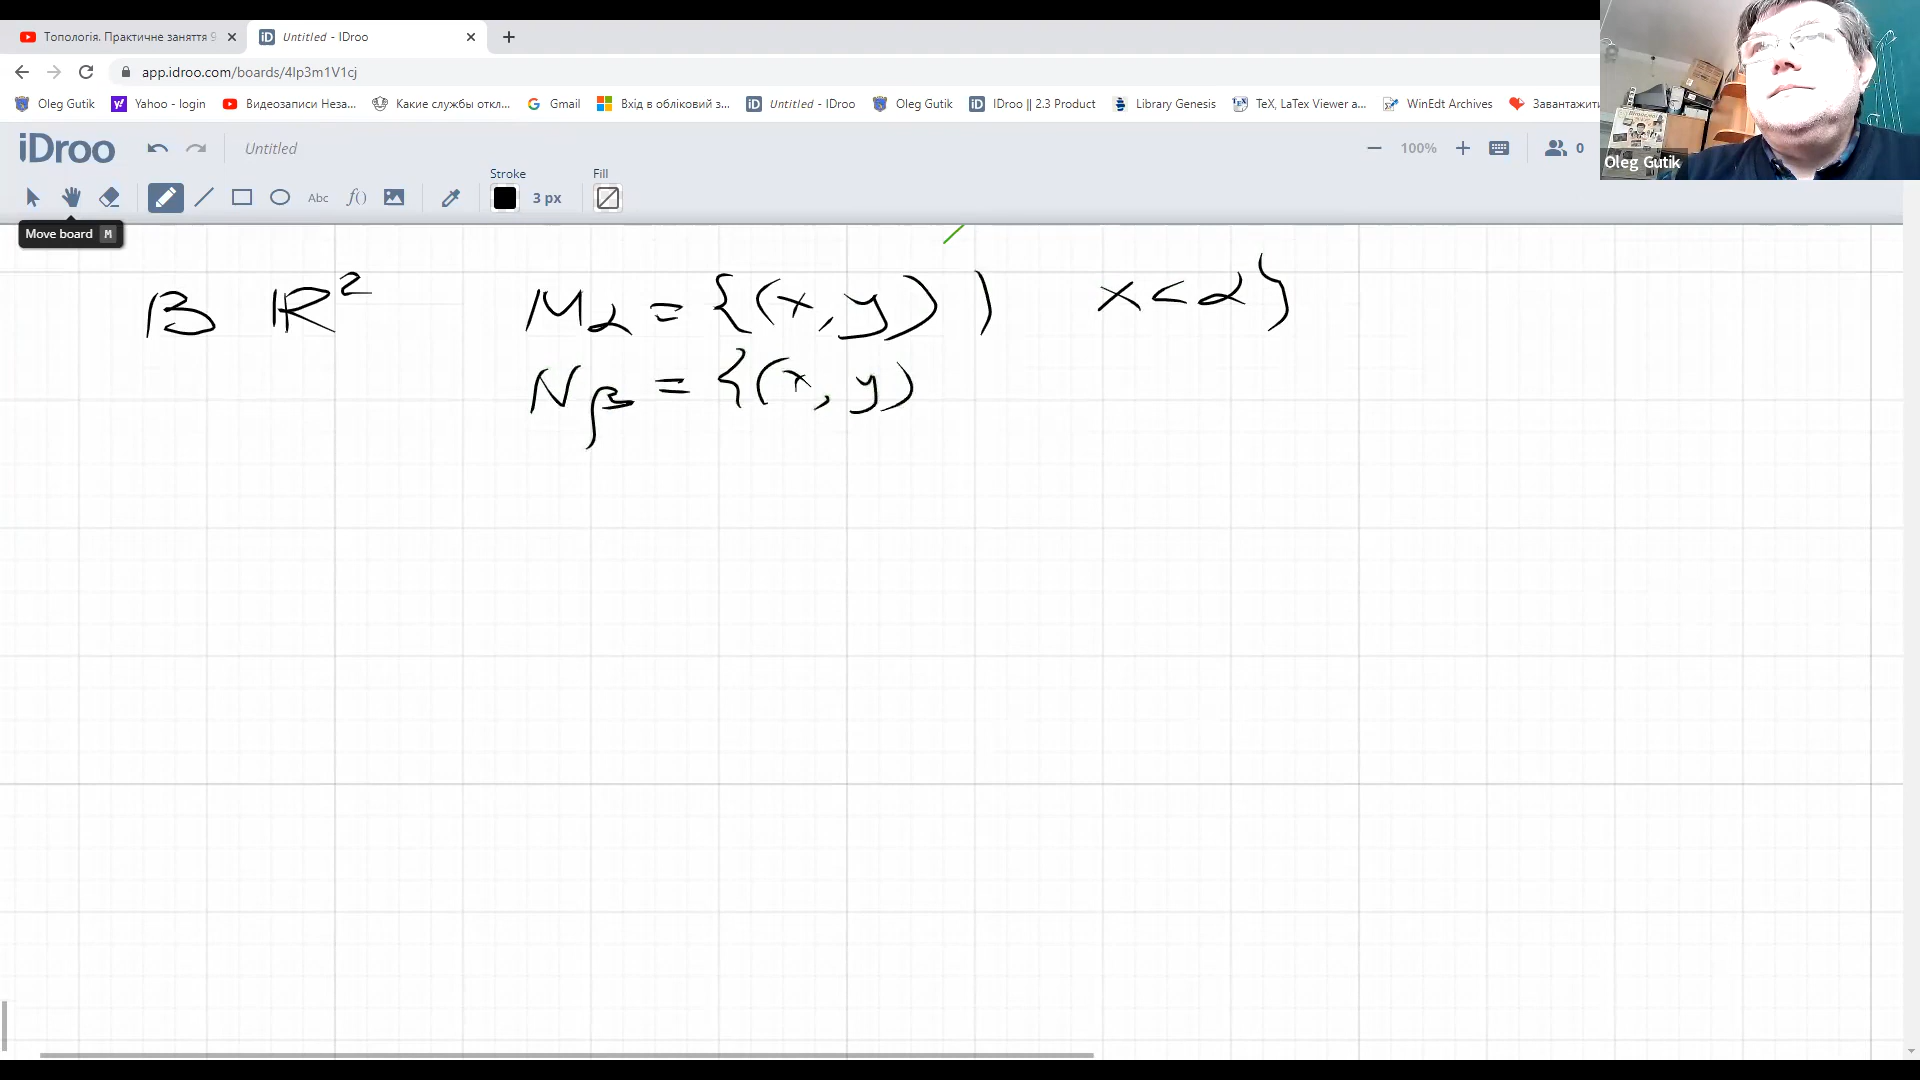 Топологія. Практичне заняття 9
Untitled - IDroo
app.idroo.com/boards/4lp3m1V1cj
Oleg Gutik Yahoo - login Видеозаписи Неза... Какие службы откл... Gmail Вхід в обліковий з... Untitled - IDroo Oleg Gutik IDroo || 2.3 Product Library Genesis TeX, LaTex Viewer a... WinEdt Archives Завантажити
iDroo Untitled 100% 0
Oleg Gutik
Stroke Fill
Abc f() 3 px
Move board M
В ℝ² M_α = {(x, y) ) x < α}
N_β = {(x, y)